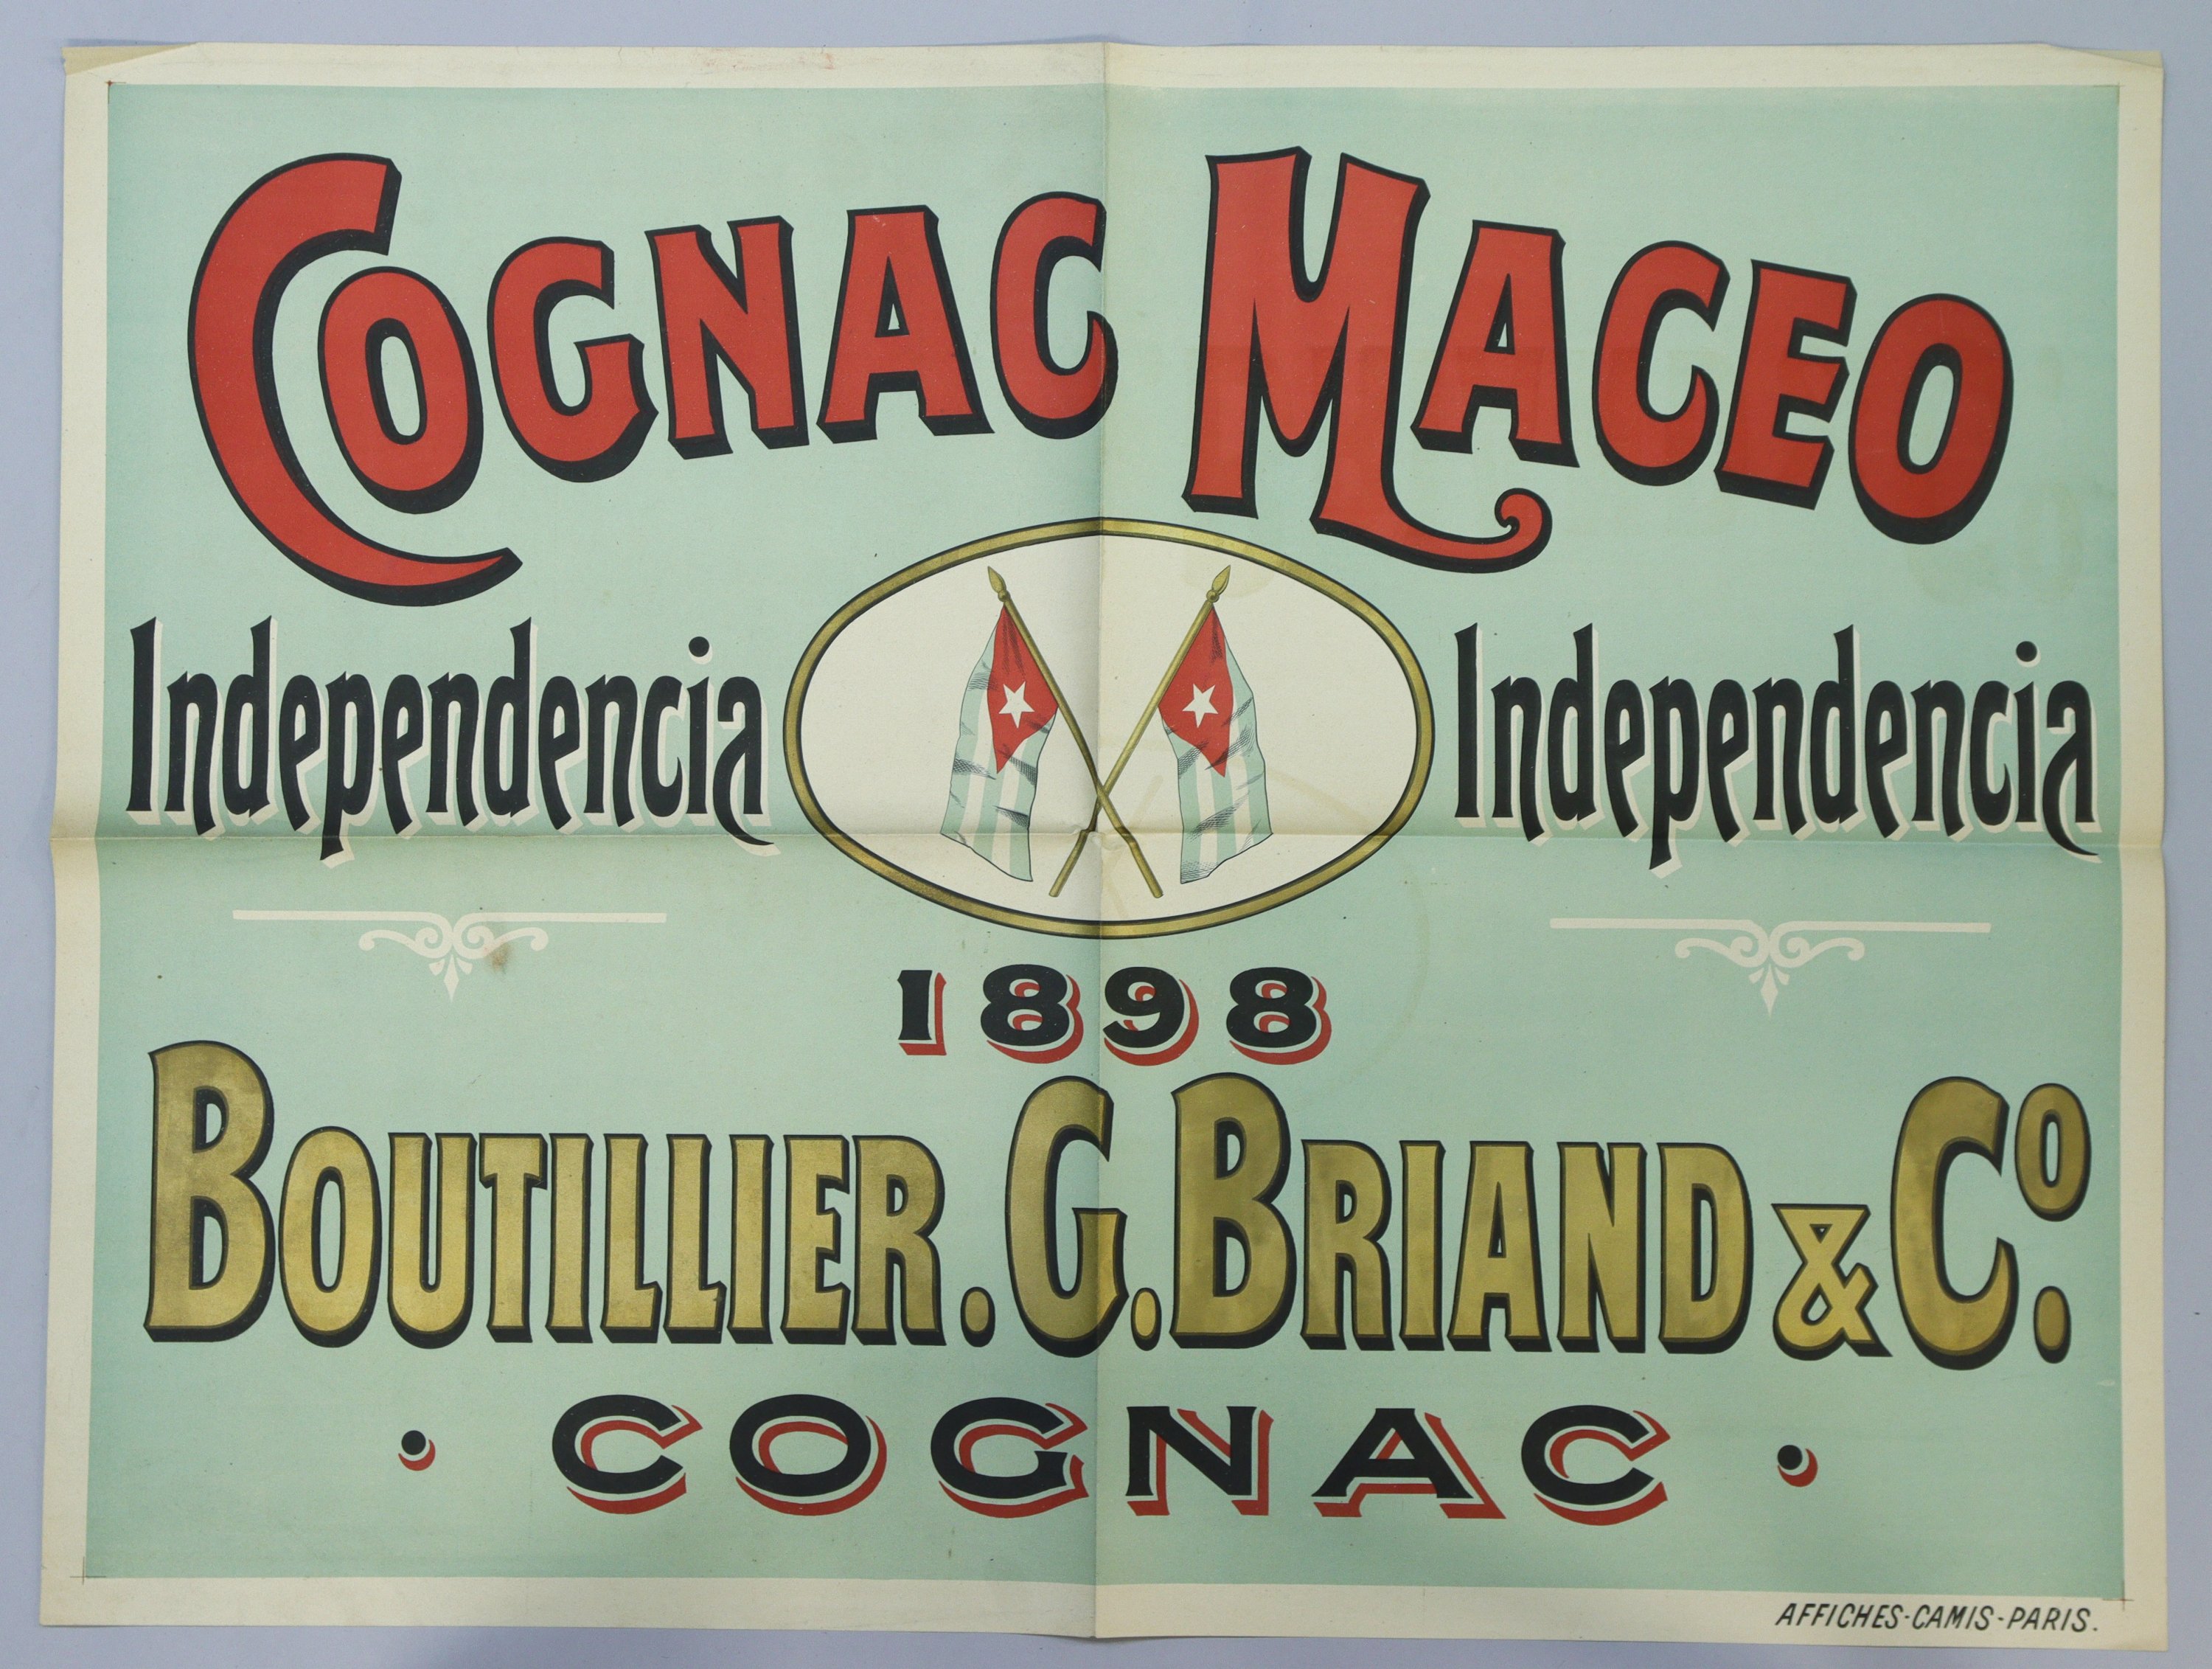 COGNAC MACEO
Independencia Independencia
1898
BOUTILLIER. G. BRIAND & Cº.
• COGNAC •
AFFICHES-CAMIS-PARIS.